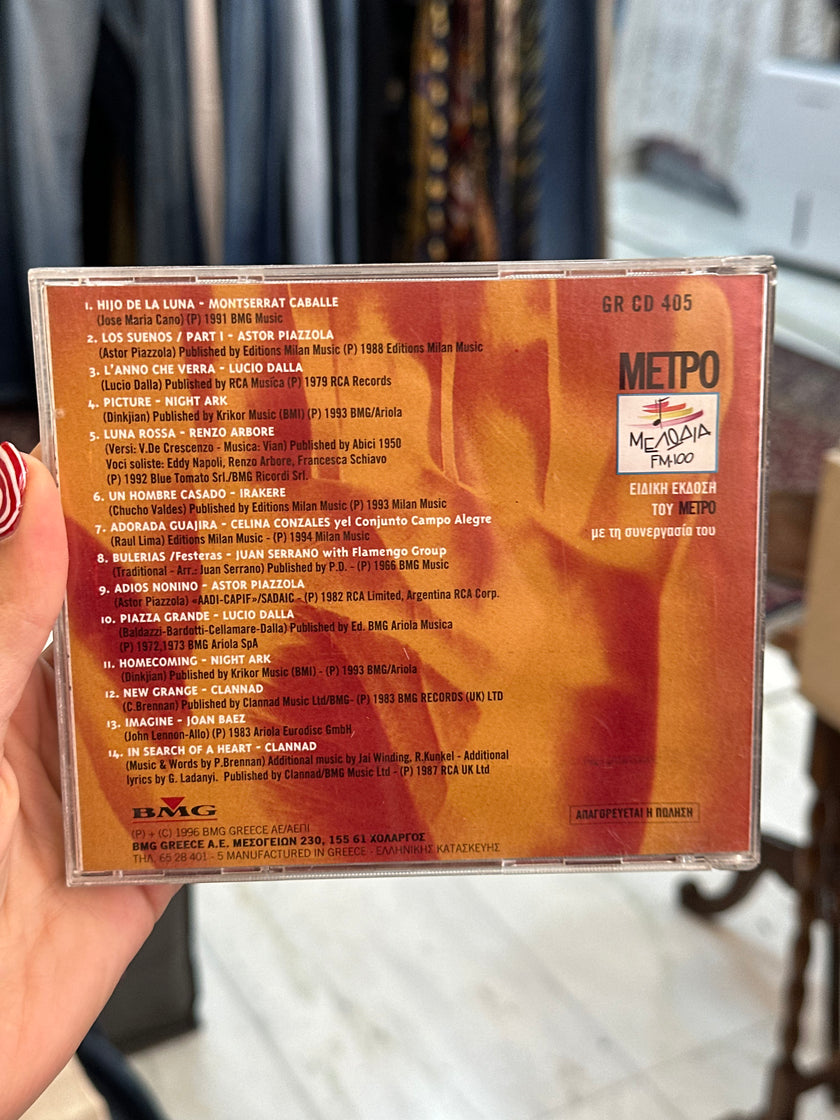 1. HIJO DE LA LUNA - MONTSERRAT CABALLE
(Jose Maria Cano) (P) 1991 BMG Music
2. LOS SUENOS / PART I - ASTOR PIAZZOLA
(Astor Piazzola) Published by Editions Milan Music (P) 1988 Editions Milan Music
3. L'ANNO CHE VERRA - LUCIO DALLA
(Lucio Dalla) Published by RCA Musica (P) 1979 RCA Records
4. PICTURE - NIGHT ARK
(Dinkjian) Published by Krikor Music (BMI) (P) 1993 BMG/Ariola
5. LUNA ROSSA - RENZO ARBORE
(Versi: V.De Crescenzo - Musica: Vian) Published by Abici 1950
Voci soliste: Eddy Napoli, Renzo Arbore, Francesca Schiavo
(P) 1992 Blue Tomato Srl./BMG Ricordi Srl.
6. UN HOMBRE CASADO - IRAKERE
(Chucho Valdes) Published by Editions Milan Music (P) 1993 Milan Music
7. ADORADA GUAJIRA - CELINA CONZALES yel Conjunto Campo Alegre
(Raul Lima) Editions Milan Music - (P) 1994 Milan Music
8. BULERIAS /Festeras - JUAN SERRANO with Flamengo Group
(Traditional - Arr.: Juan Serrano) Published by P.D. - (P) 1966 BMG Music
9. ADIOS NONINO - ASTOR PIAZZOLA
(Astor Piazzola) «AADI-CAPIF»/SADAIC - (P) 1982 RCA Limited, Argentina RCA Corp.
10. PIAZZA GRANDE - LUCIO DALLA
(Baldazzi-Bardotti-Cellamare-Dalla) Published by Ed. BMG Ariola Musica
(P) 1972,1973 BMG Ariola SpA
11. HOMECOMING - NIGHT ARK
(Dinkjian) Published by Krikor Music (BMI) - (P) 1993 BMG/Ariola
12. NEW GRANGE - CLANNAD
(C.Brennan) Published by Clannad Music Ltd/BMG- (P) 1983 BMG RECORDS (UK) LTD
13. IMAGINE - JOAN BAEZ
(John Lennon-Allo) (P) 1983 Ariola Eurodisc GmbH
14. IN SEARCH OF A HEART - CLANNAD
(Music & Words by P.Brennan) Additional music by Jai Winding, R.Kunkel - Additional
lyrics by G. Ladanyi. Published by Clannad/BMG Music Ltd - (P) 1987 RCA UK Ltd
BMG
(P) + (C) 1996 BMG GREECE AE/ΑΕΠΙ
BMG GREECE A.E. ΜΕΣΟΓΕΙΩΝ 230, 155 61 ΧΟΛΑΡΓΟΣ
ΤΗΛ. 65 28 401 - 5 MANUFACTURED IN GREECE - ΕΛΛΗΝΙΚΗΣ ΚΑΤΑΣΚΕΥΗΣ
GR CD 405
ΜΕΤΡΟ
ΜΕΛΩΔΙΑ
FM·100
ΕΙΔΙΚΗ ΕΚΔΟΣΗ
ΤΟΥ ΜΕΤΡΟ
με τη συνεργασία του
ΑΠΑΓΟΡΕΥΕΤΑΙ Η ΠΩΛΗΣΗ